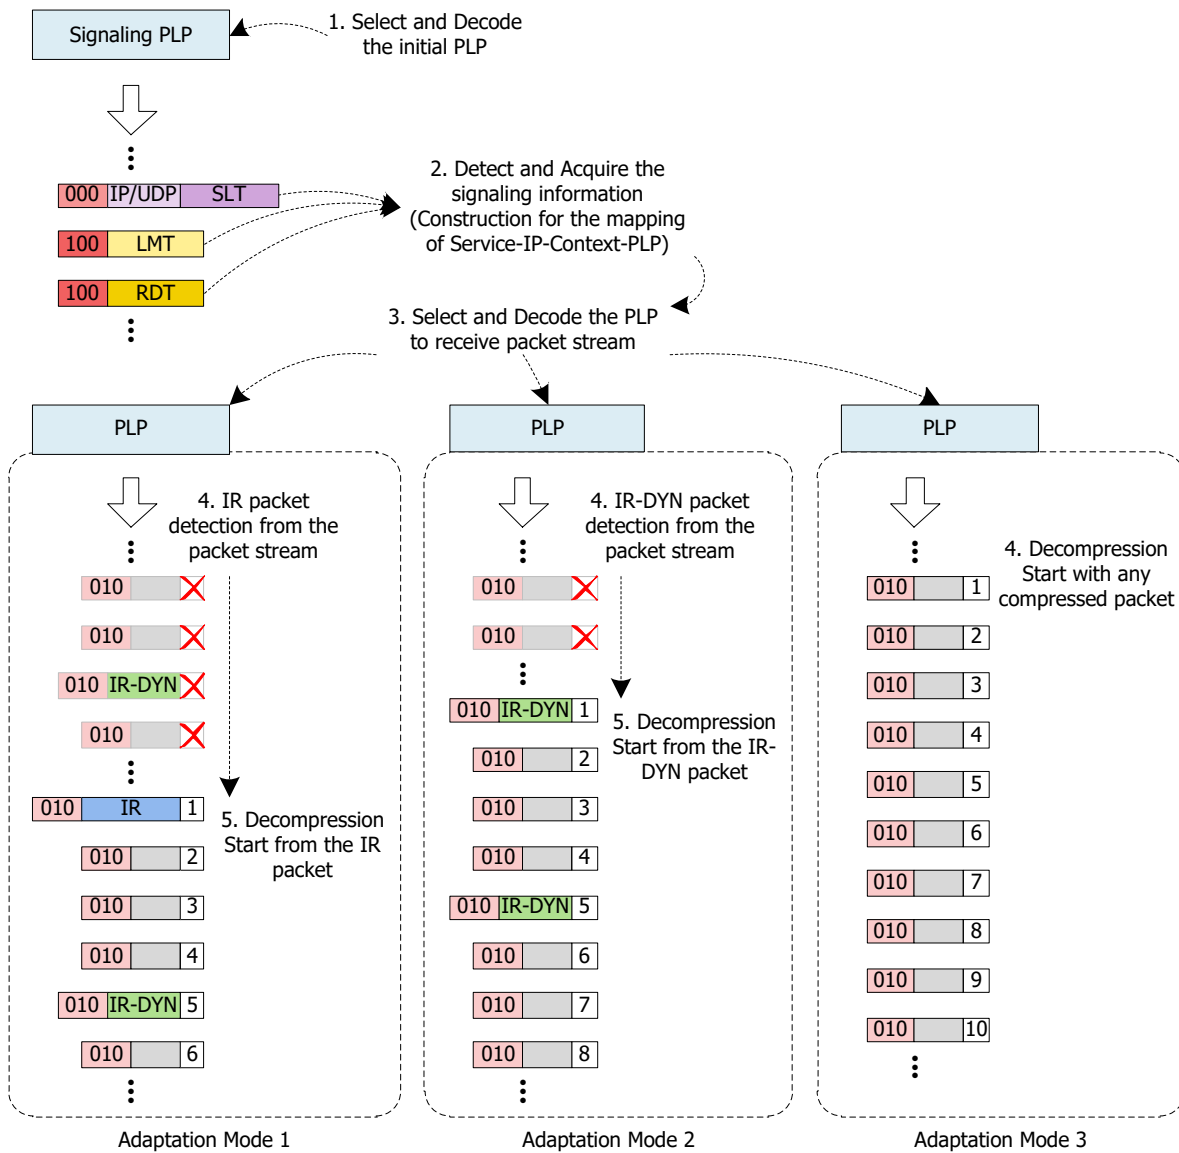 Signaling PLP
1. Select and Decode
the initial PLP
000 IP/UDP SLT
100 LMT
100 RDT
2. Detect and Acquire the
signaling information
(Construction for the mapping
of Service-IP-Context-PLP)
3. Select and Decode the PLP
to receive packet stream
PLP
4. IR packet
detection from the
packet stream
010
010
010 IR-DYN
010
010 IR 1
5. Decompression
Start from the IR
packet
010 2
010 3
010 4
010 IR-DYN 5
010 6
Adaptation Mode 1
PLP
4. IR-DYN packet
detection from the
packet stream
010
010
010 IR-DYN 1
5. Decompression
Start from the IR-
DYN packet
010 2
010 3
010 4
010 IR-DYN 5
010 6
010 7
010 8
Adaptation Mode 2
PLP
4. Decompression
Start with any
compressed packet
010 1
010 2
010 3
010 4
010 5
010 6
010 7
010 8
010 9
010 10
Adaptation Mode 3